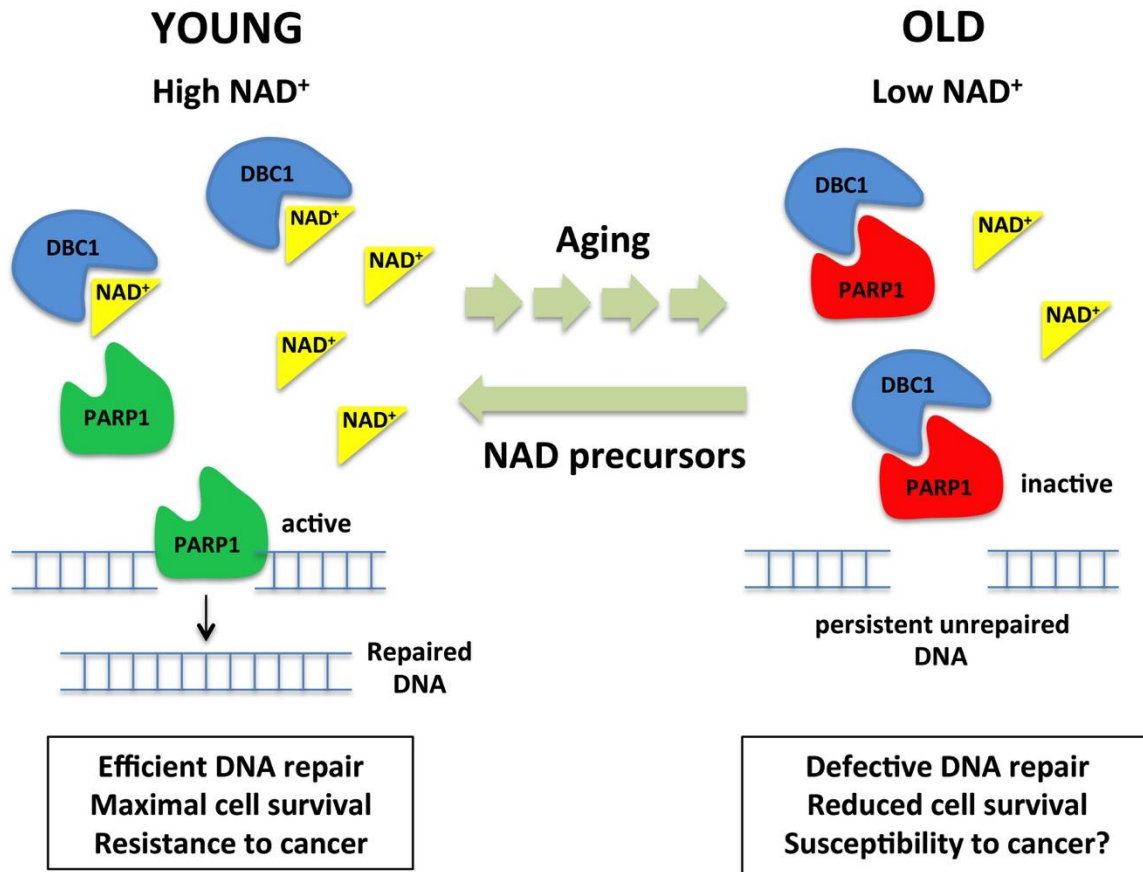 YOUNG
High NAD⁺
DBC1
NAD⁺
DBC1
NAD⁺
NAD⁺
NAD⁺
NAD⁺
PARP1
PARP1
active
Repaired
DNA
Efficient DNA repair
Maximal cell survival
Resistance to cancer
Aging
NAD precursors
OLD
Low NAD⁺
DBC1
PARP1
NAD⁺
NAD⁺
DBC1
PARP1
inactive
persistent unrepaired
DNA
Defective DNA repair
Reduced cell survival
Susceptibility to cancer?